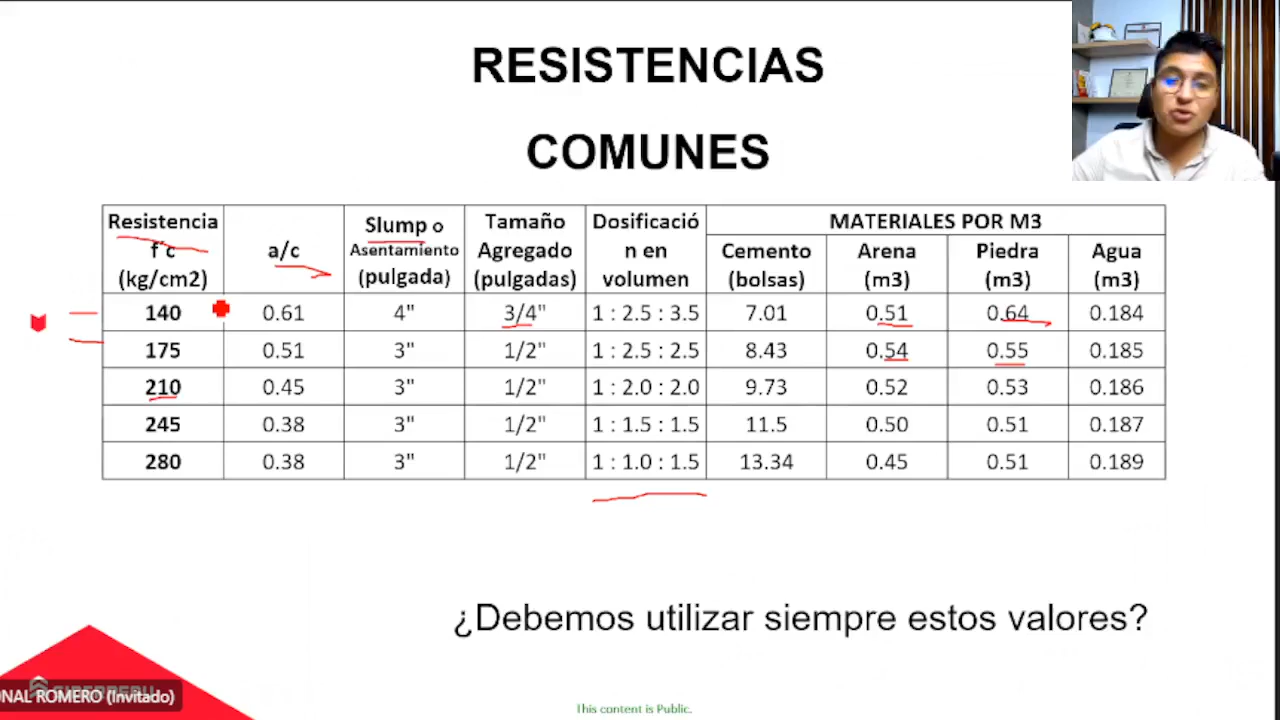 RESISTENCIAS
COMUNES
Resistencia f'c (kg/cm2) a/c Slump o Asentamiento (pulgada) Tamaño Agregado (pulgadas) Dosificació n en volumen MATERIALES POR M3
Cemento (bolsas) Arena (m3) Piedra (m3) Agua (m3)
140 0.61 4" 3/4" 1 : 2.5 : 3.5 7.01 0.51 0.64 0.184
175 0.51 3" 1/2" 1 : 2.5 : 2.5 8.43 0.54 0.55 0.185
210 0.45 3" 1/2" 1 : 2.0 : 2.0 9.73 0.52 0.53 0.186
245 0.38 3" 1/2" 1 : 1.5 : 1.5 11.5 0.50 0.51 0.187
280 0.38 3" 1/2" 1 : 1.0 : 1.5 13.34 0.45 0.51 0.189
¿Debemos utilizar siempre estos valores?
ONAL ROMERO (Invitado)
This content is Public.